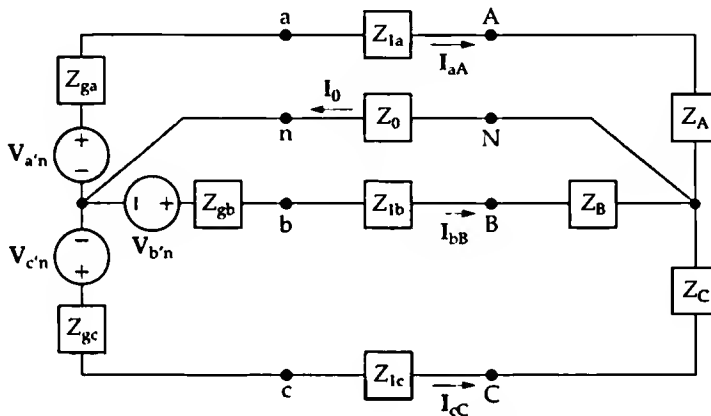 a Z1a A
IaA
Zga
I0
Z0
n N
ZA
Va'n
+
−
− + Zgb b Z1b B ZB
Vb'n
IbB
Vc'n
−
+
ZC
Zgc
c Z1c C
IcC